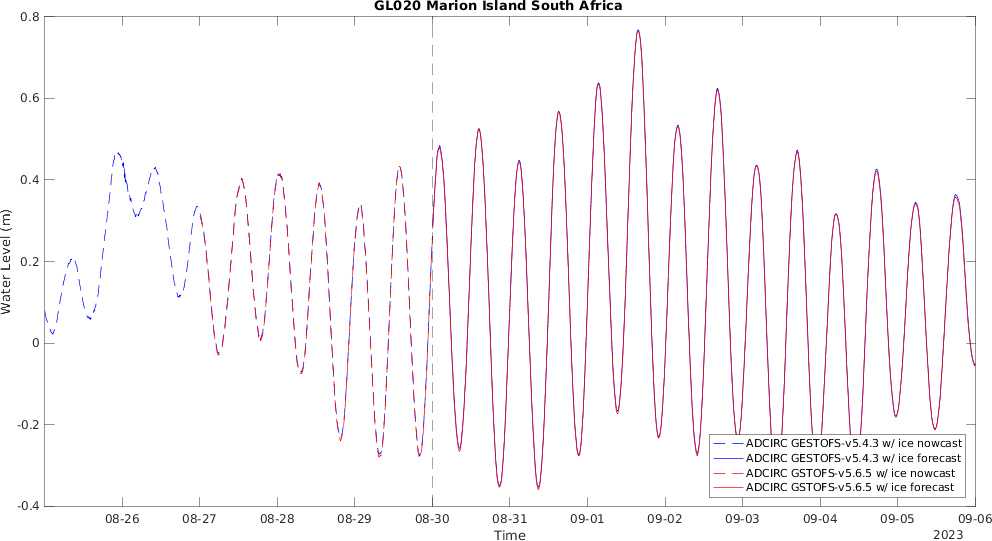 GL020 Marion Island South Africa
0.8
0.6
0.4
0.2
0
-0.2
-0.4
Water Level (m)
ADCIRC GESTOFS-v5.4.3 w/ ice nowcast
ADCIRC GESTOFS-v5.4.3 w/ ice forecast
ADCIRC GSTOFS-v5.6.5 w/ ice nowcast
ADCIRC GSTOFS-v5.6.5 w/ ice forecast
08-26 08-27 08-28 08-29 08-30 08-31 09-01 09-02 09-03 09-04 09-05 09-06
Time 2023